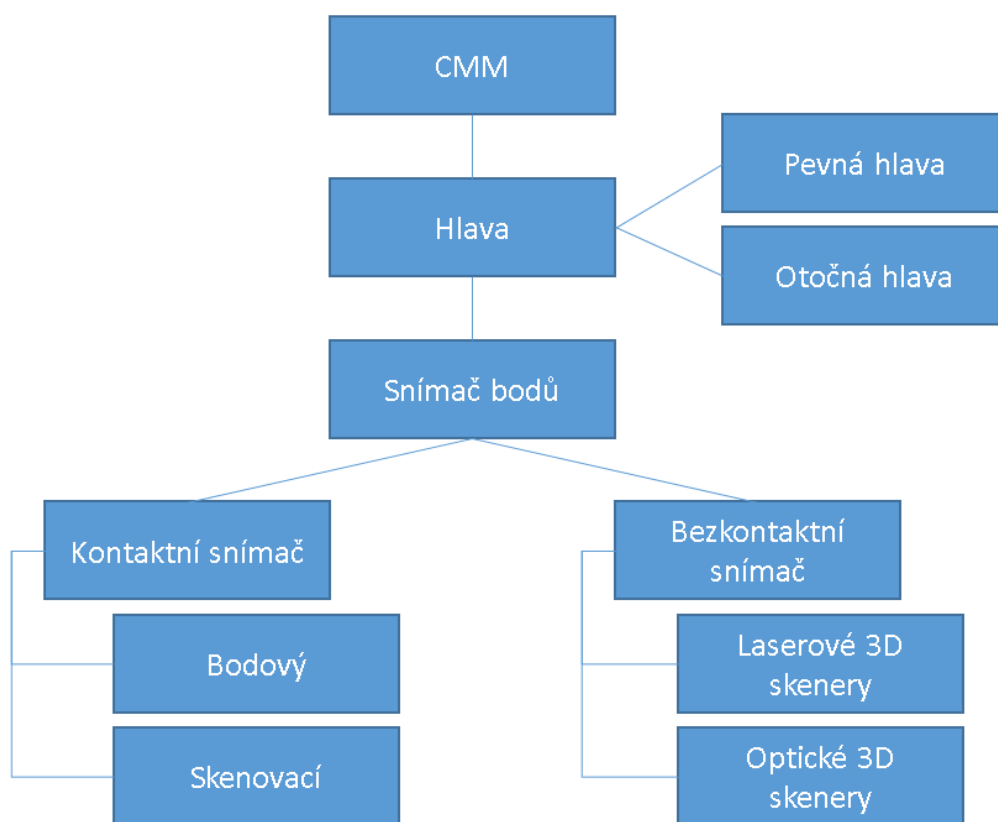 CMM
Pevná hlava
Hlava
Otočná hlava
Snímač bodů
Kontaktní snímač
Bodový
Skenovací
Bezkontaktní
snímač
Laserové 3D
skenery
Optické 3D
skenery